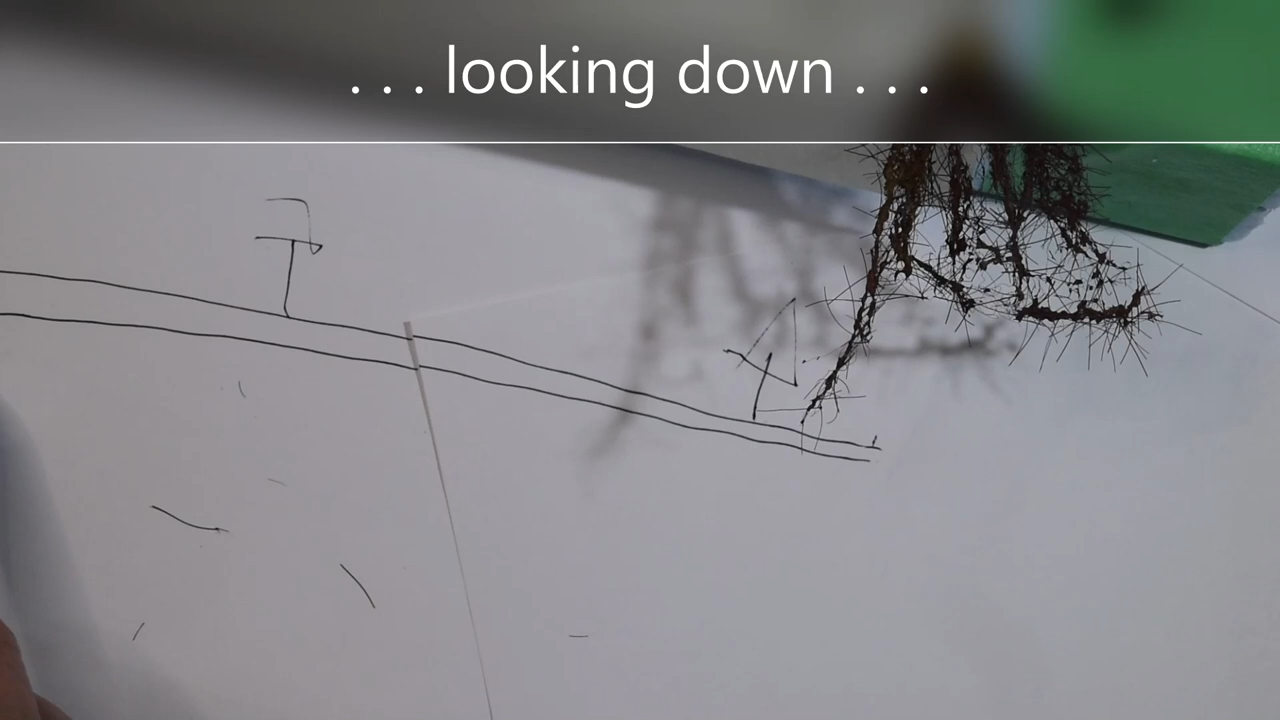 . . . looking down . . .